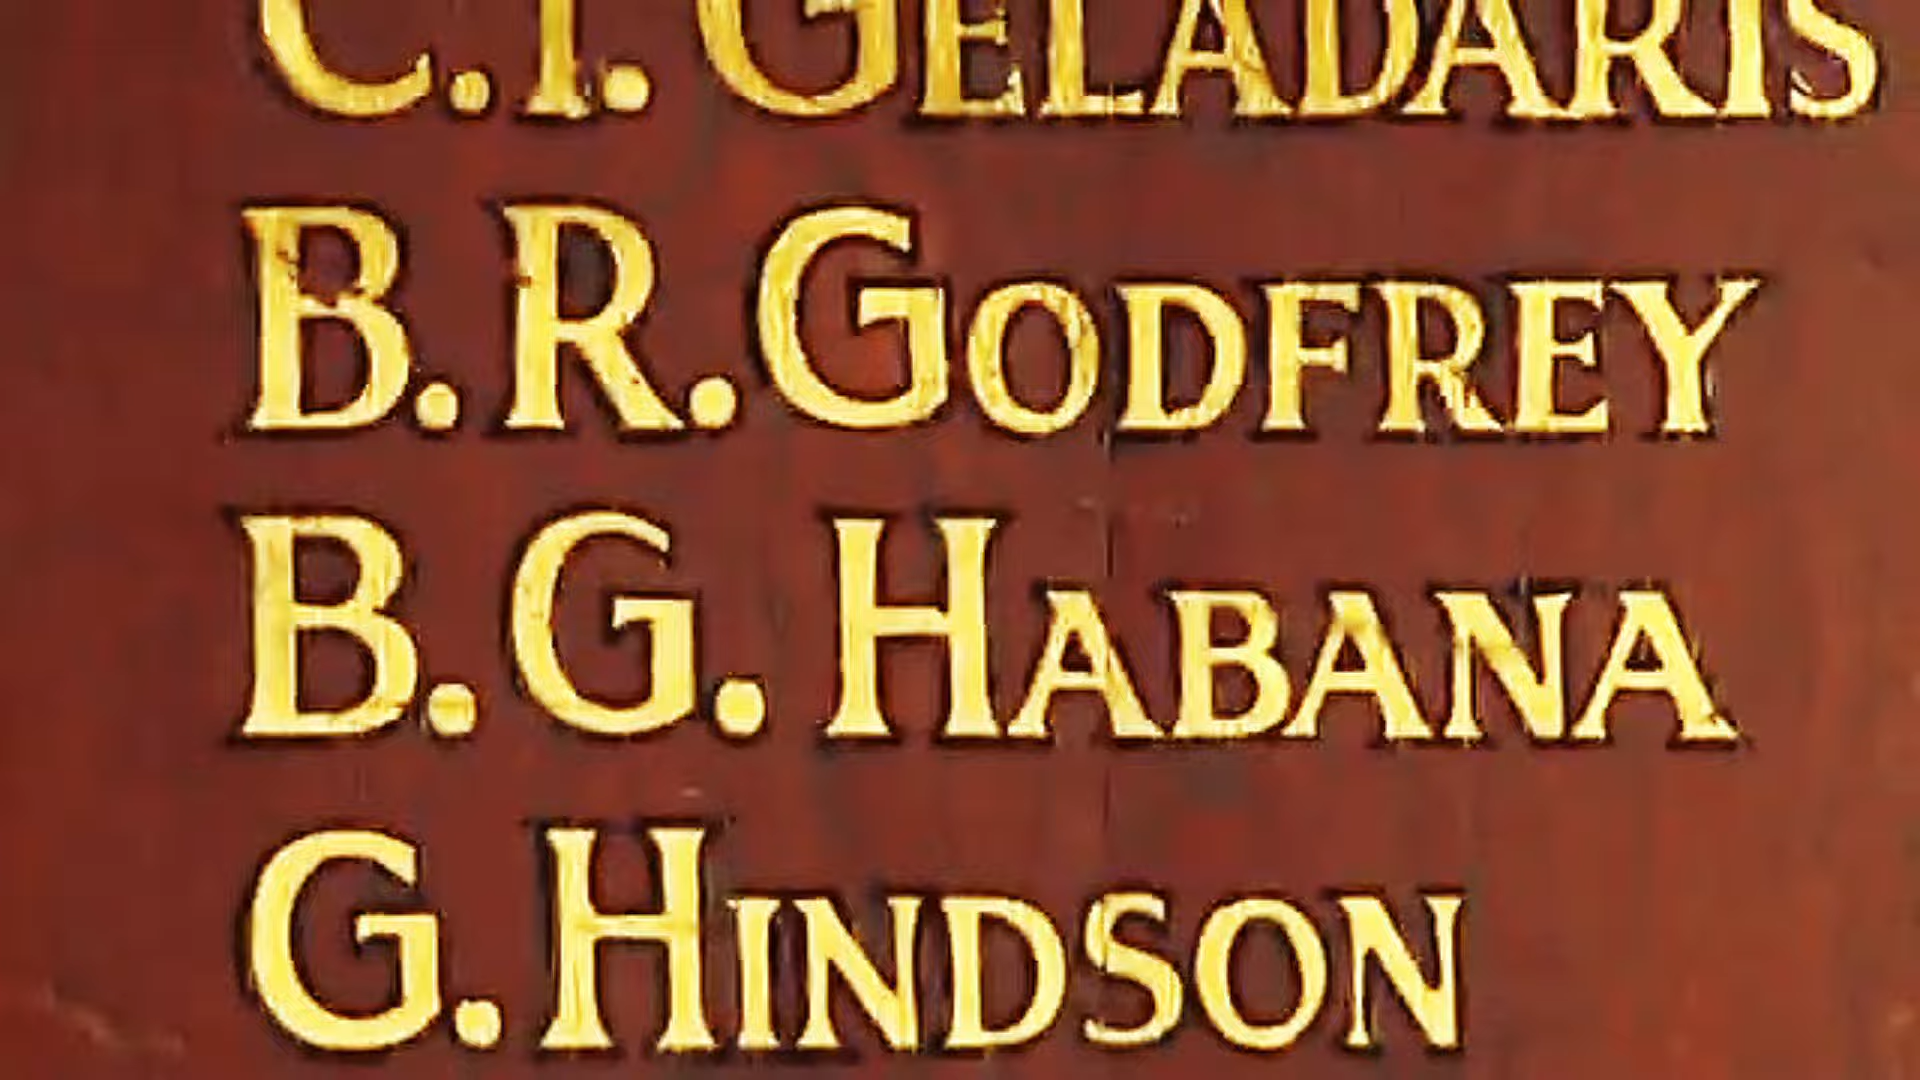 C. I. GELADARIS
B. R. GODFREY
B. G. HABANA
G. HINDSON